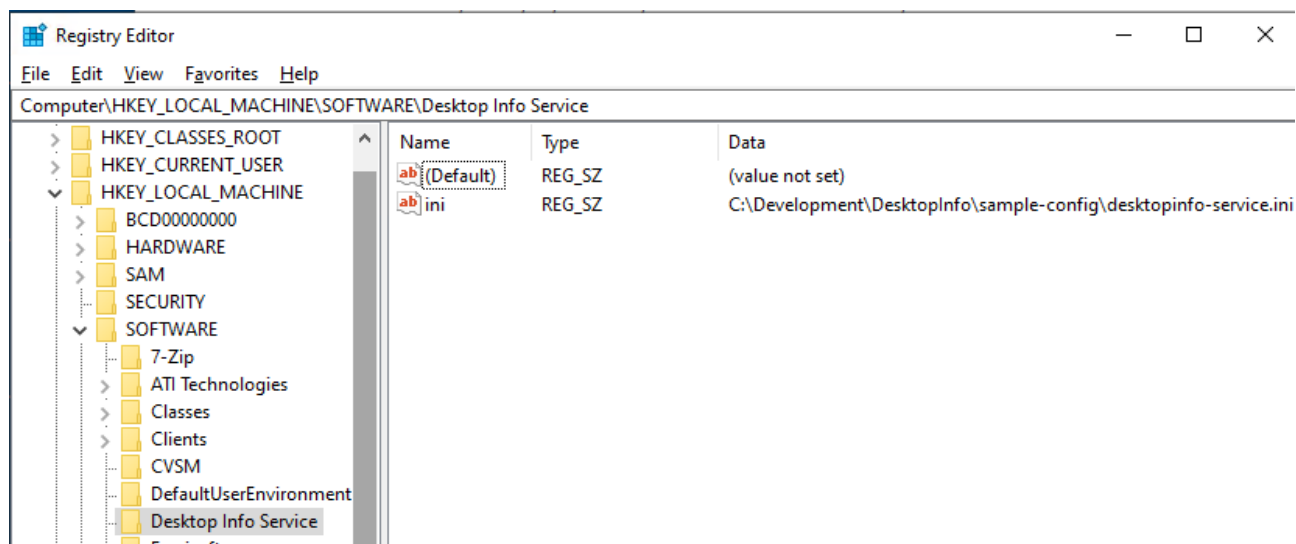 Registry Editor
File Edit View Favorites Help
Computer\HKEY_LOCAL_MACHINE\SOFTWARE\Desktop Info Service
HKEY_CLASSES_ROOT
HKEY_CURRENT_USER
HKEY_LOCAL_MACHINE
BCD00000000
HARDWARE
SAM
SECURITY
SOFTWARE
7-Zip
ATI Technologies
Classes
Clients
CVSM
DefaultUserEnvironment
Desktop Info Service
Name Type Data
ab (Default) REG_SZ (value not set)
ab ini REG_SZ C:\Development\DesktopInfo\sample-config\desktopinfo-service.ini